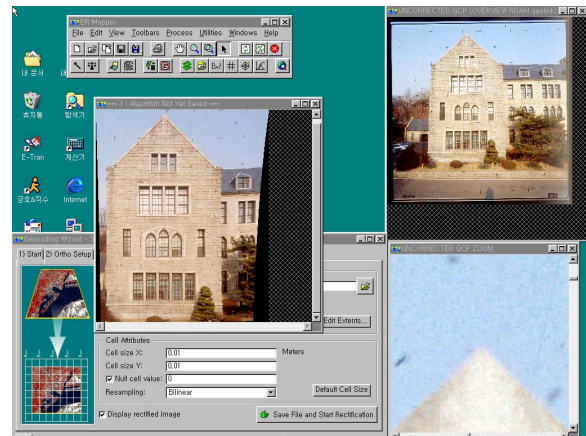 ER Mapper
File Edit View Toolbars Process Utilities Windows Help
UNCORRECTED GCP (OVERVIEW ROAM geolink)
내 문서
휴지통
탐색기
*** 1 : Algorithm Not Yet Saved ***
E-Tran
계산기
Internet
Geocoding Wizard -
1) Start 2) Ortho Setup
UNCORRECTED GCP ZOOM
Edit Extents...
Cell Attributes
Cell size X: 0.01 Meters
Cell size Y: 0.01
Null cell value: 0
Resampling: Bilinear
Default Cell Size
Display rectified image
Save File and Start Rectification